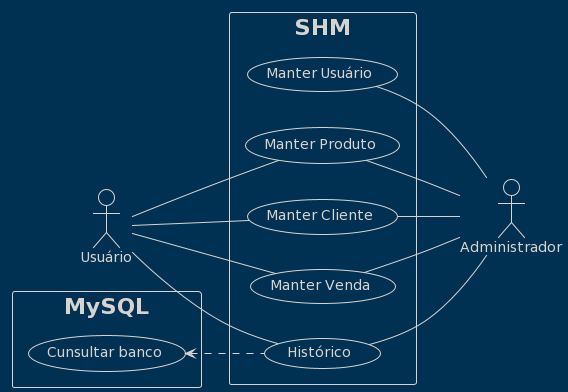 SHM
Manter Usuário
Manter Produto
Manter Cliente
Usuário
Administrador
Manter Venda
MySQL
Cunsultar banco
Histórico